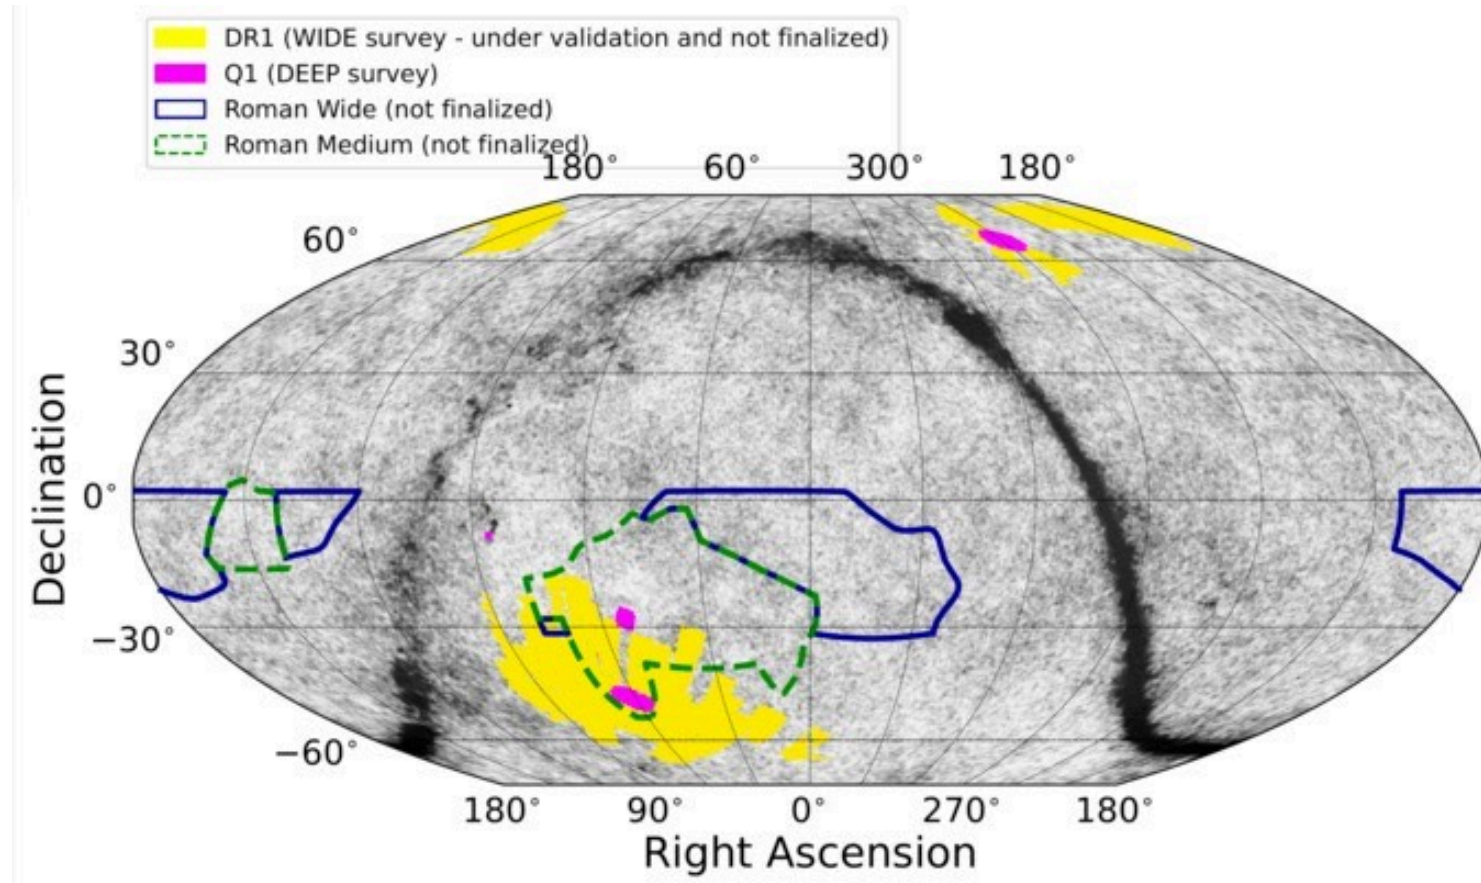 DR1 (WIDE survey - under validation and not finalized)
Q1 (DEEP survey)
Roman Wide (not finalized)
Roman Medium (not finalized)
180° 60° 300° 180°
60°
30°
0°
−30°
−60°
180° 90° 0° 270° 180°
Declination
Right Ascension